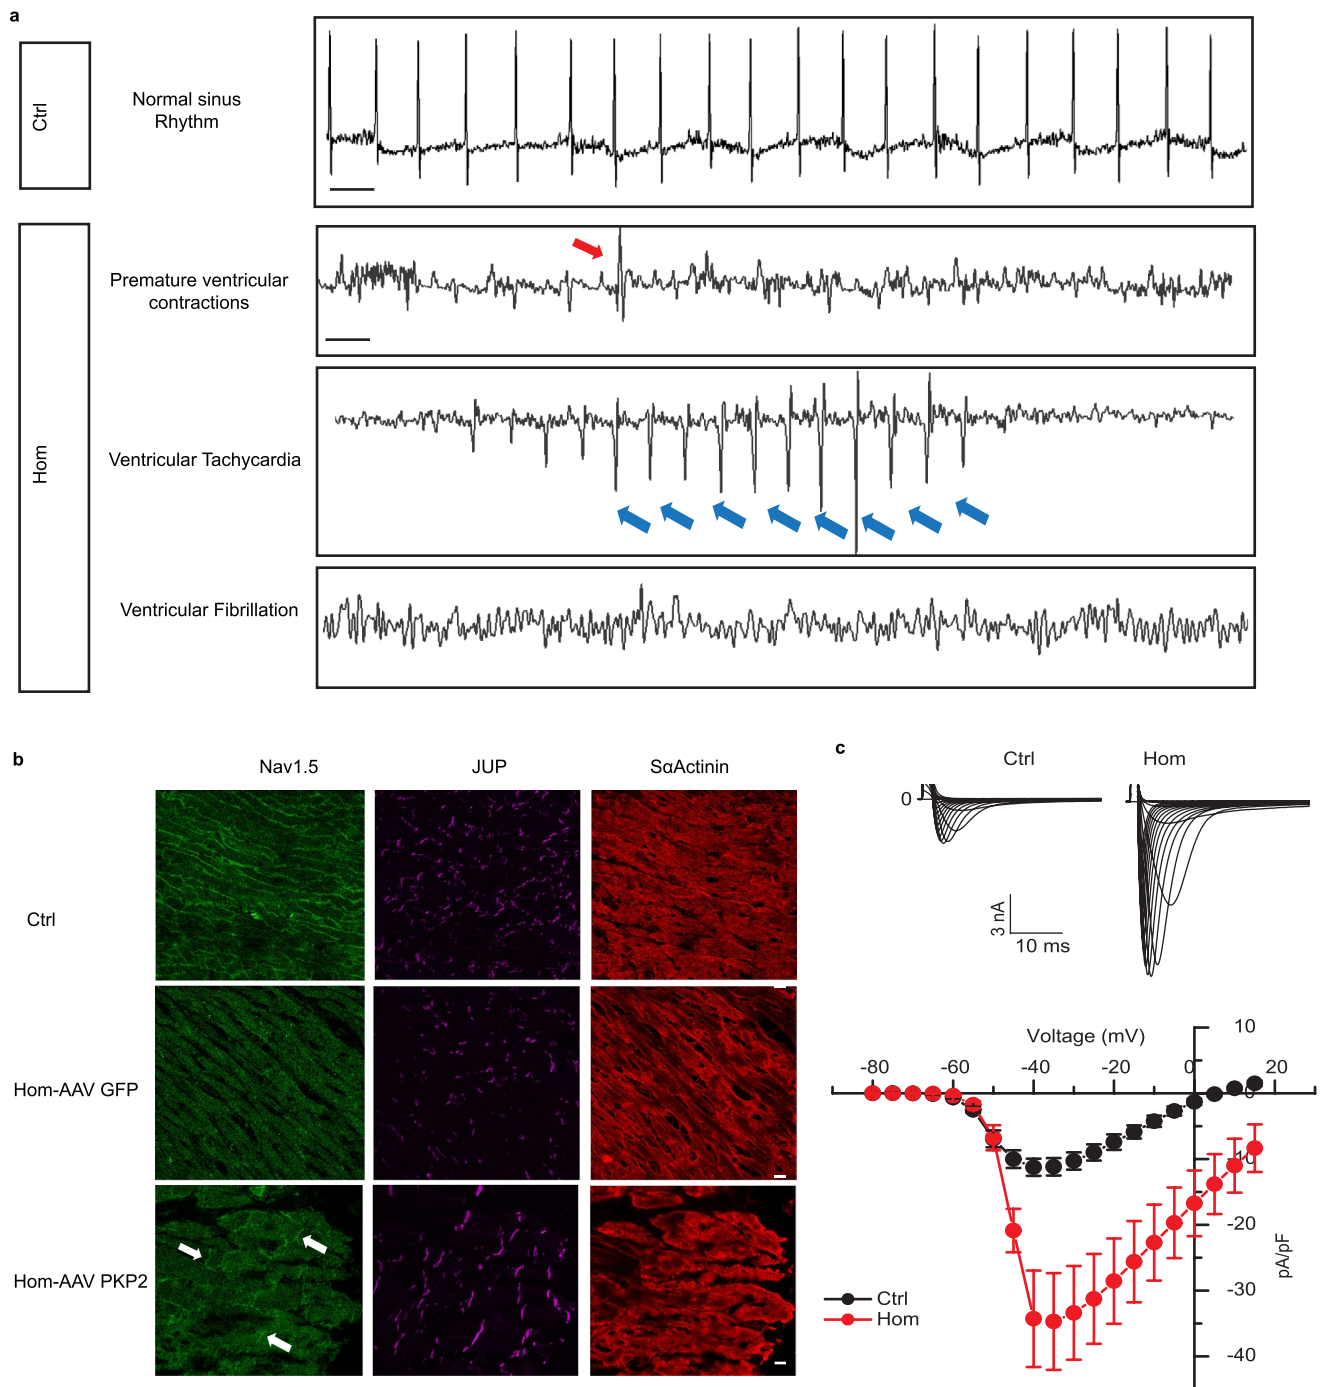 a
Ctrl
Normal sinus
Rhythm
Hom
Premature ventricular
contractions
Ventricular Tachycardia
Ventricular Fibrillation
b
Nav1.5
JUP
SαActinin
Ctrl
Hom-AAV GFP
Hom-AAV PKP2
c
Ctrl
Hom
0
3 nA
10 ms
Voltage (mV)
10
-80
-60
-40
-20
0
20
0
-10
-20
-30
-40
pA/pF
Ctrl
Hom